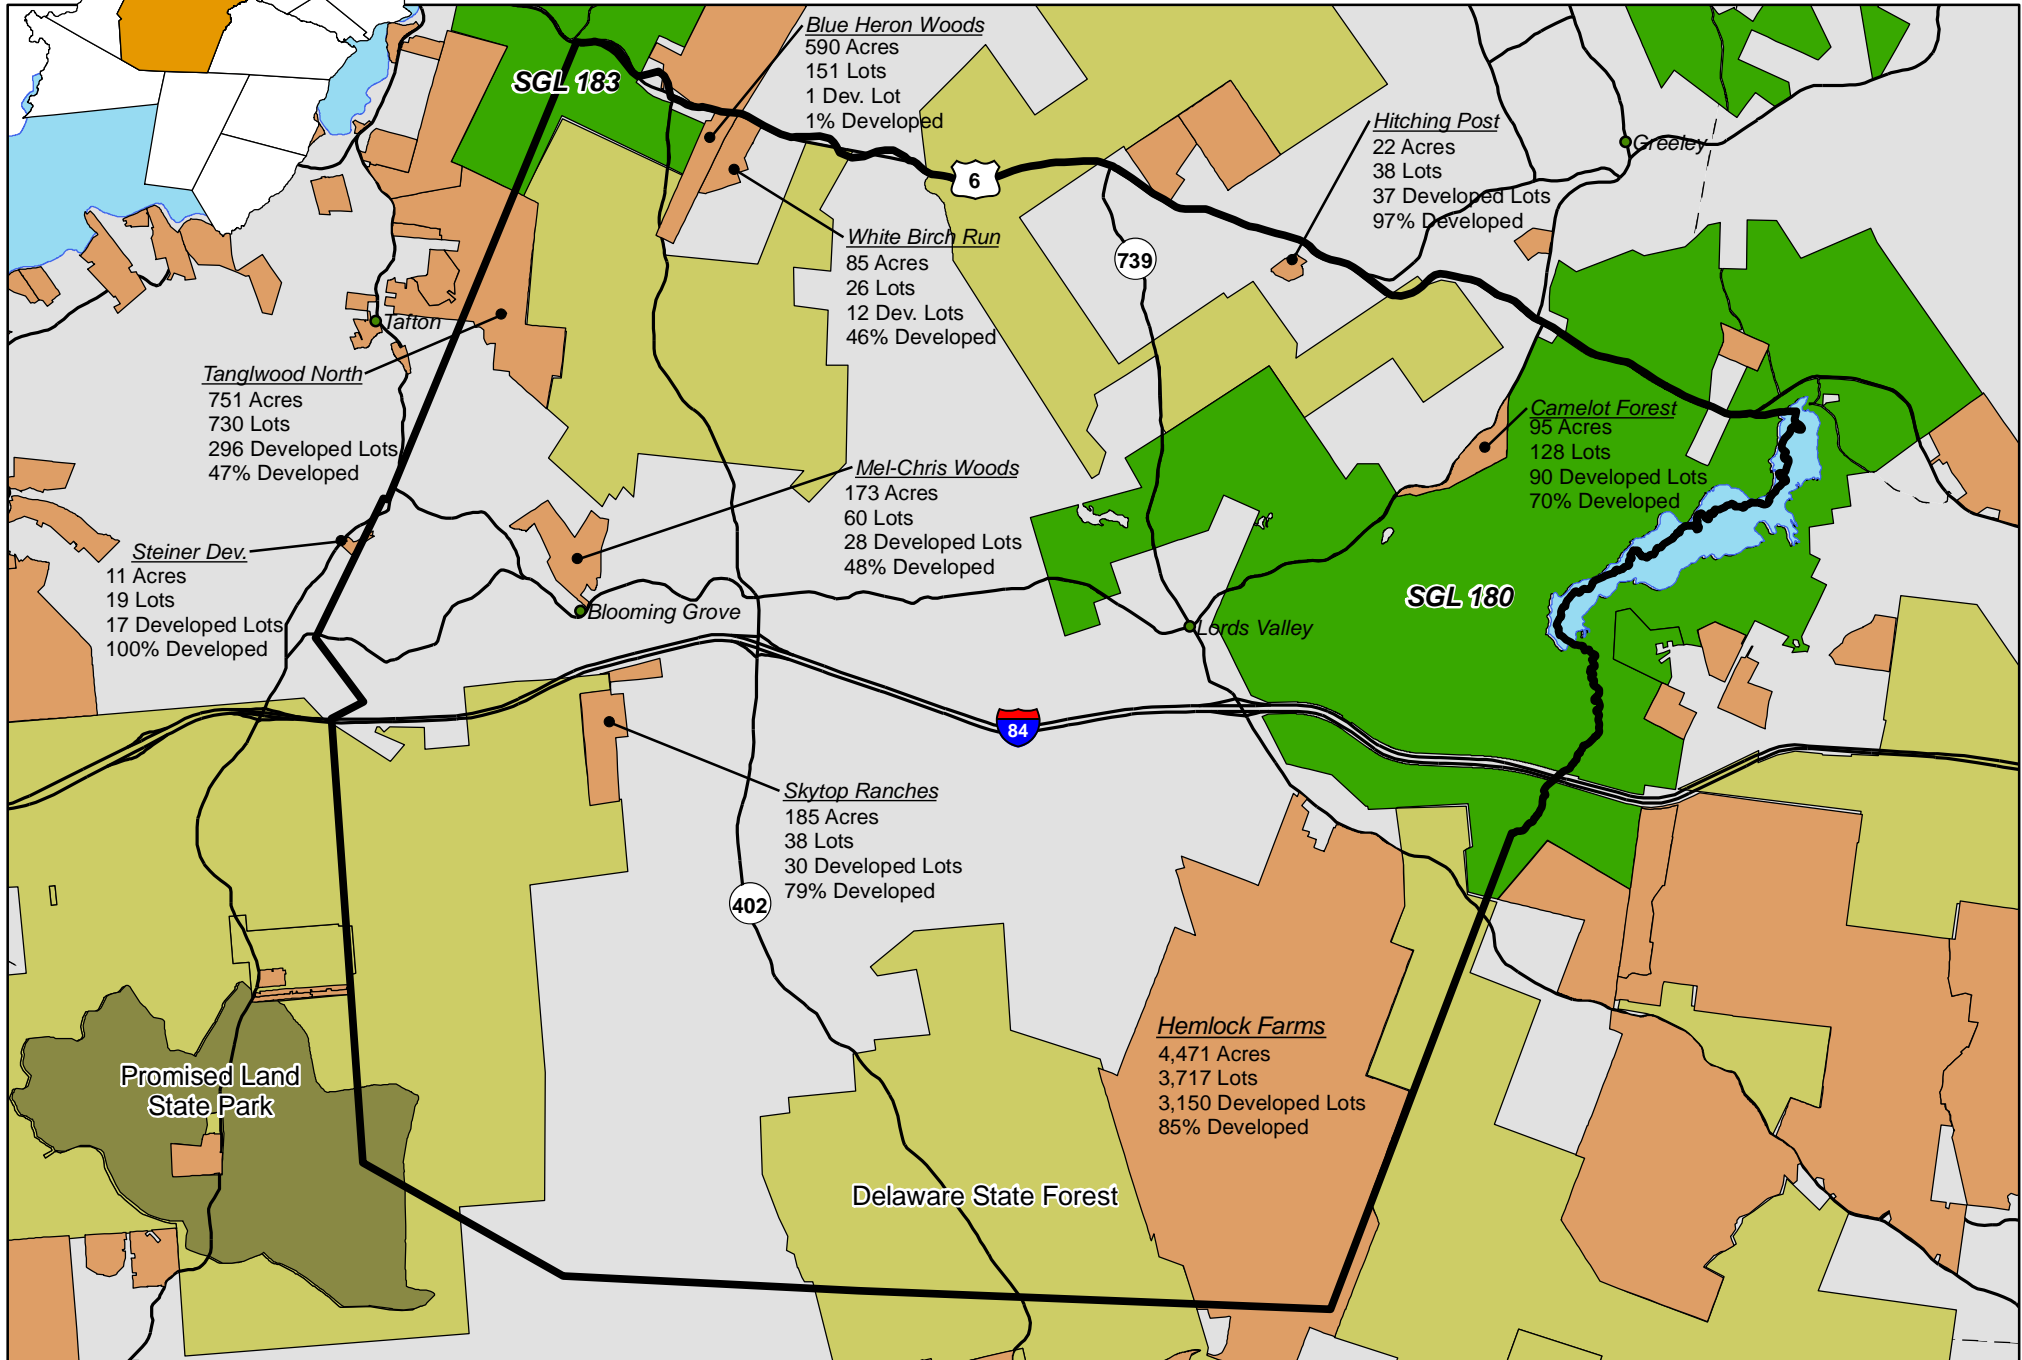 Blue Heron Woods
590 Acres
151 Lots
1 Dev. Lot
1% Developed
SGL 183
Hitching Post
22 Acres
38 Lots
37 Developed Lots
97% Developed
Greeley
6
White Birch Run
85 Acres
26 Lots
12 Dev. Lots
46% Developed
739
Tafton
Tanglwood North
751 Acres
730 Lots
296 Developed Lots
47% Developed
Camelot Forest
95 Acres
128 Lots
90 Developed Lots
70% Developed
Mel-Chris Woods
173 Acres
60 Lots
28 Developed Lots
48% Developed
Steiner Dev.
11 Acres
19 Lots
17 Developed Lots
100% Developed
Blooming Grove
Lords Valley
SGL 180
84
Skytop Ranches
185 Acres
38 Lots
30 Developed Lots
79% Developed
402
Hemlock Farms
4,471 Acres
3,717 Lots
3,150 Developed Lots
85% Developed
Promised Land
State Park
Delaware State Forest